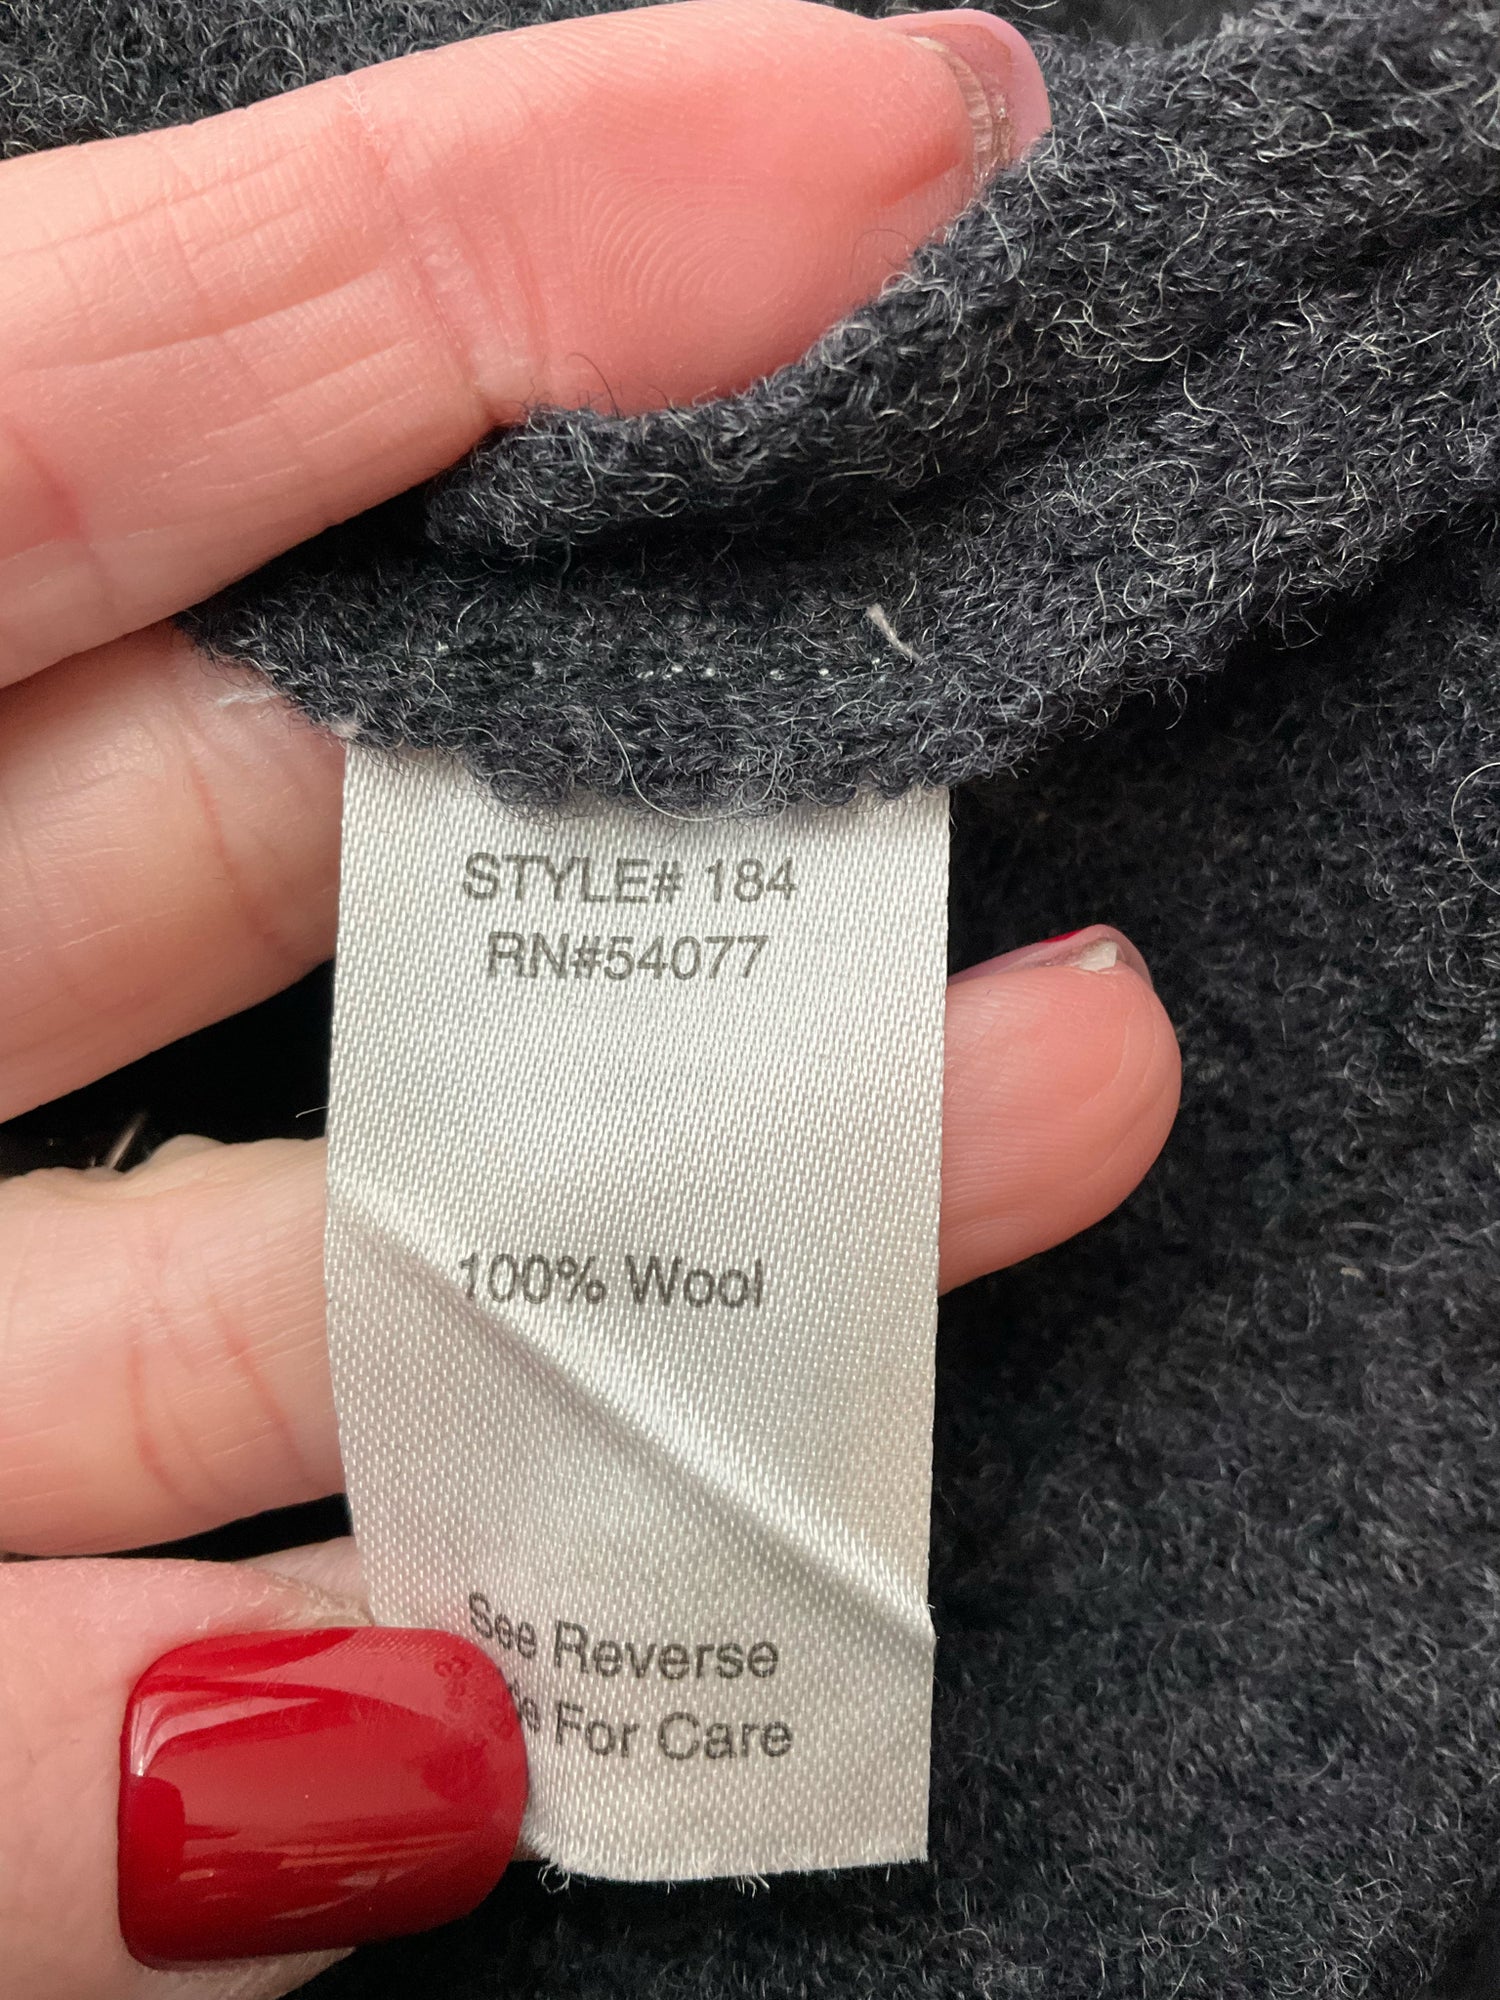 STYLE# 184
RN#54077
100% Wool
See Reverse
For Care